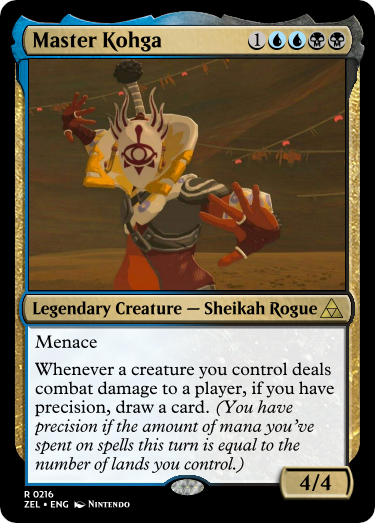 Master Kohga 1
Legendary Creature — Sheikah Rogue
Menace
Whenever a creature you control deals
combat damage to a player, if you have
precision, draw a card. (You have
precision if the amount of mana you've
spent on spells this turn is equal to the
number of lands you control.)
4/4
R 0216
ZEL • ENG Nintendo